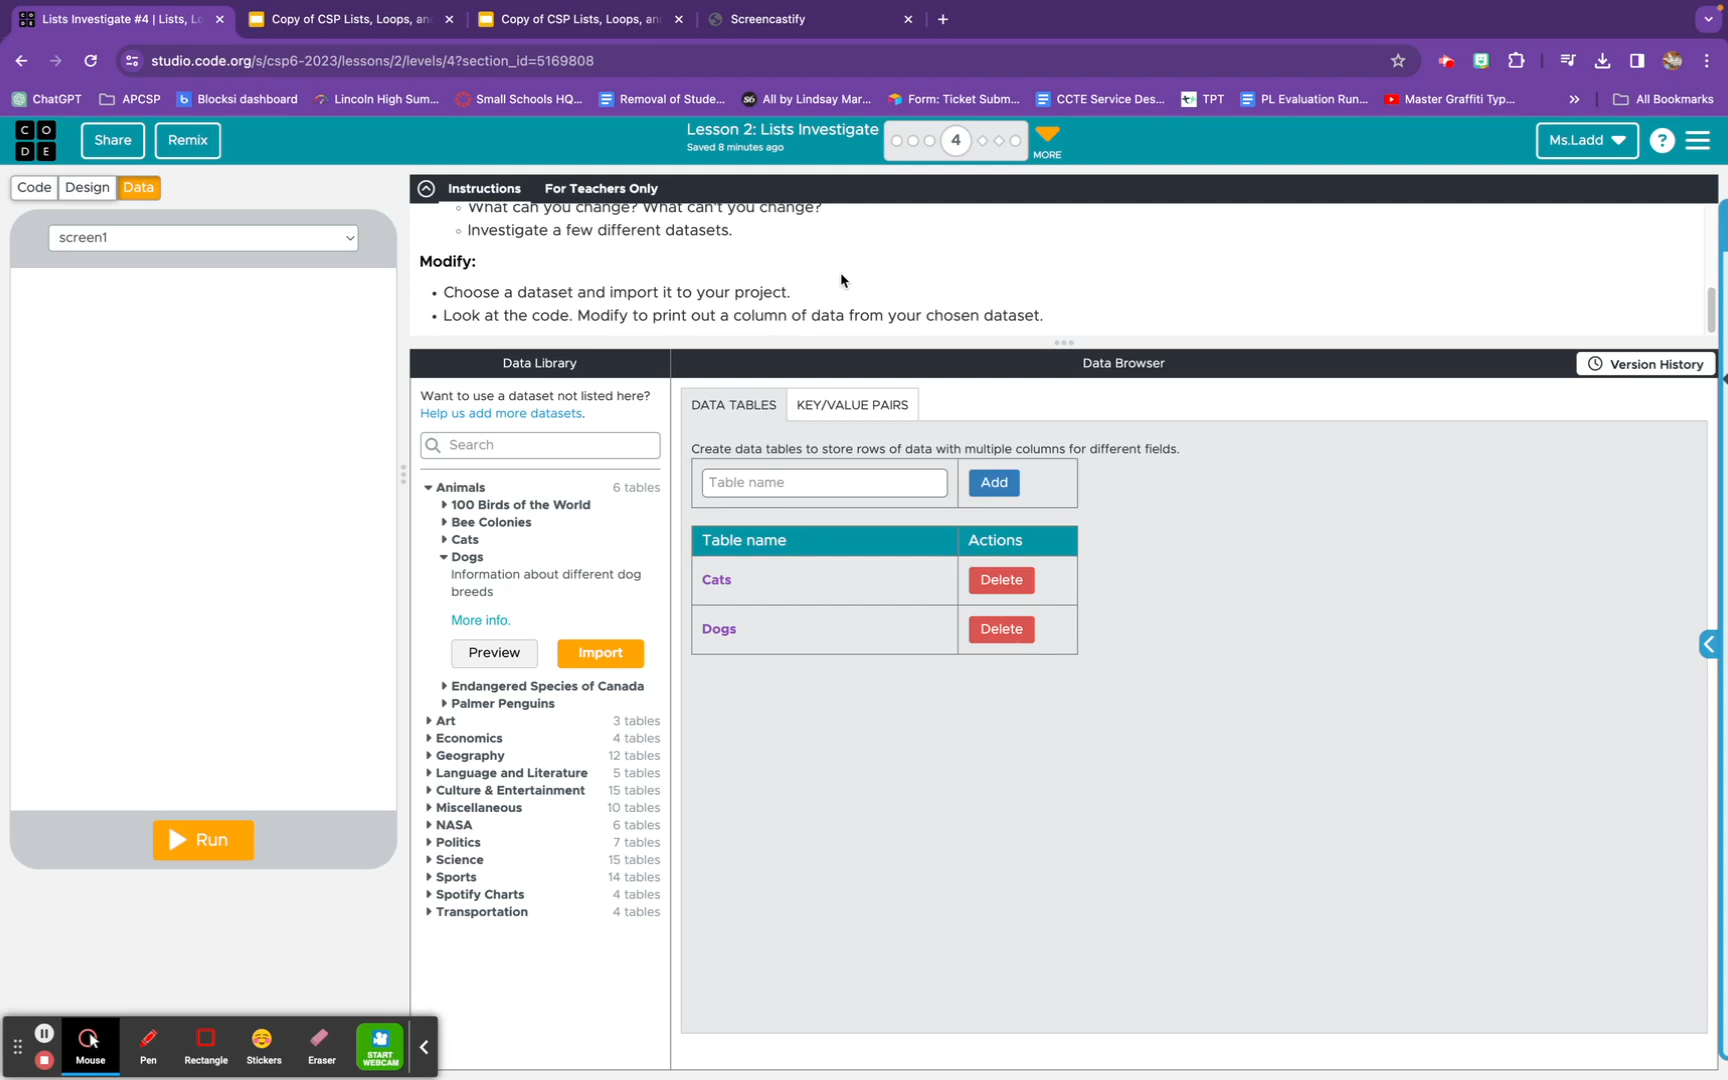 Lists Investigate #4 | Lists, Lo
Copy of CSP Lists, Loops, an
Copy of CSP Lists, Loops, an
Screencastify
studio.code.org/s/csp6-2023/lessons/2/levels/4?section_id=5169808
ChatGPT
APCSP
Blocksi dashboard
Lincoln High Sum...
Small Schools HQ...
Removal of Stude...
All by Lindsay Mar...
Form: Ticket Subm...
CCTE Service Des...
TPT
PL Evaluation Run...
Master Graffiti Typ...
All Bookmarks
C O
D E
Share
Remix
Lesson 2: Lists Investigate
Saved 8 minutes ago
4
MORE
Ms.Ladd
?
Code
Design
Data
Instructions
For Teachers Only
screen1
What can you change? What can't you change?
Investigate a few different datasets.
Modify:
Choose a dataset and import it to your project.
Look at the code. Modify to print out a column of data from your chosen dataset.
Data Library
Data Browser
Version History
Want to use a dataset not listed here?
Help us add more datasets.
Search
Animals 6 tables
100 Birds of the World
Bee Colonies
Cats
Dogs
Information about different dog
breeds
More info.
Preview
Import
Endangered Species of Canada
Palmer Penguins
Art 3 tables
Economics 4 tables
Geography 12 tables
Language and Literature 5 tables
Culture & Entertainment 15 tables
Miscellaneous 10 tables
NASA 6 tables
Politics 7 tables
Science 15 tables
Sports 14 tables
Spotify Charts 4 tables
Transportation 4 tables
DATA TABLES
KEY/VALUE PAIRS
Create data tables to store rows of data with multiple columns for different fields.
Table name
Add
Table name Actions
Cats Delete
Dogs Delete
Run
Mouse
Pen
Rectangle
Stickers
Eraser
START
WEBCAM